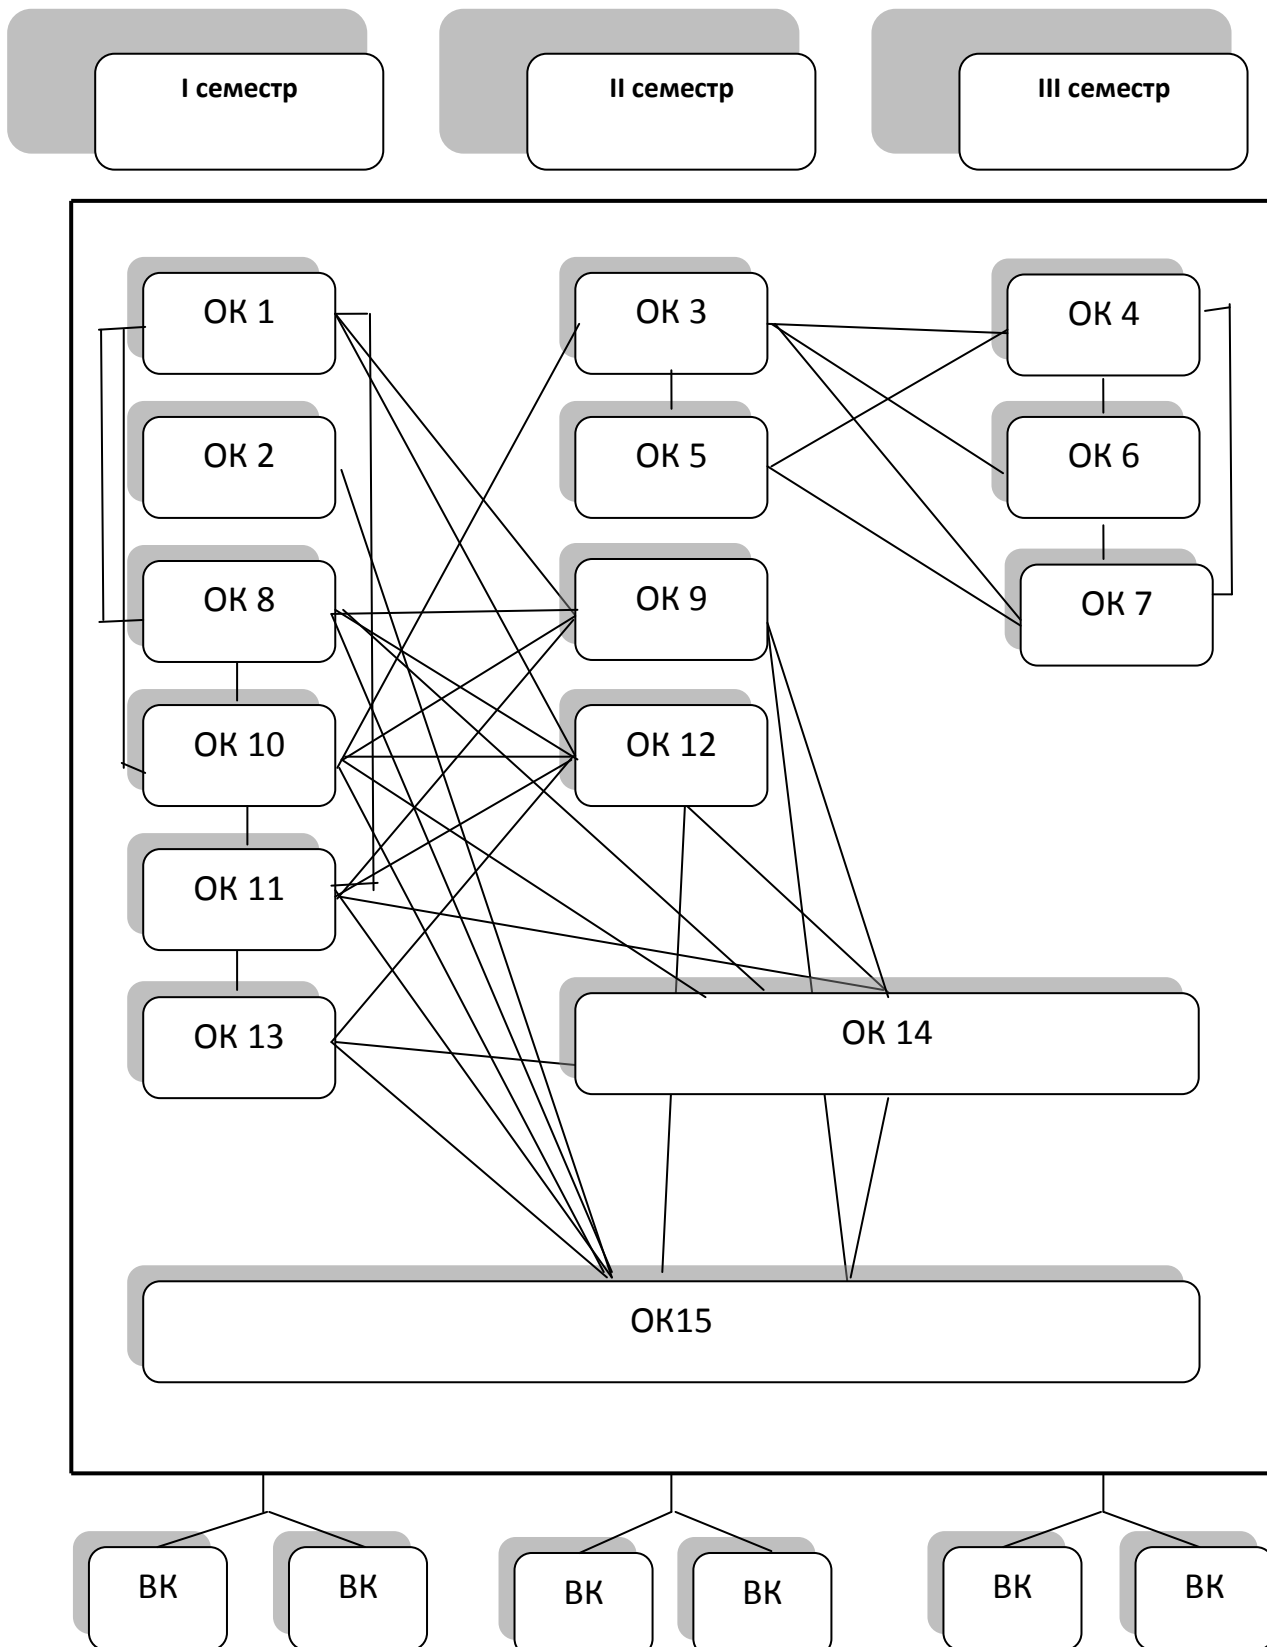 І семестр
ІІ семестр
ІІІ семестр
ОК 1
ОК 3
ОК 4
ОК 2
ОК 5
ОК 6
ОК 8
ОК 9
ОК 7
ОК 10
ОК 12
ОК 11
ОК 13
ОК 14
ОК15
ВК
ВК
ВК
ВК
ВК
ВК